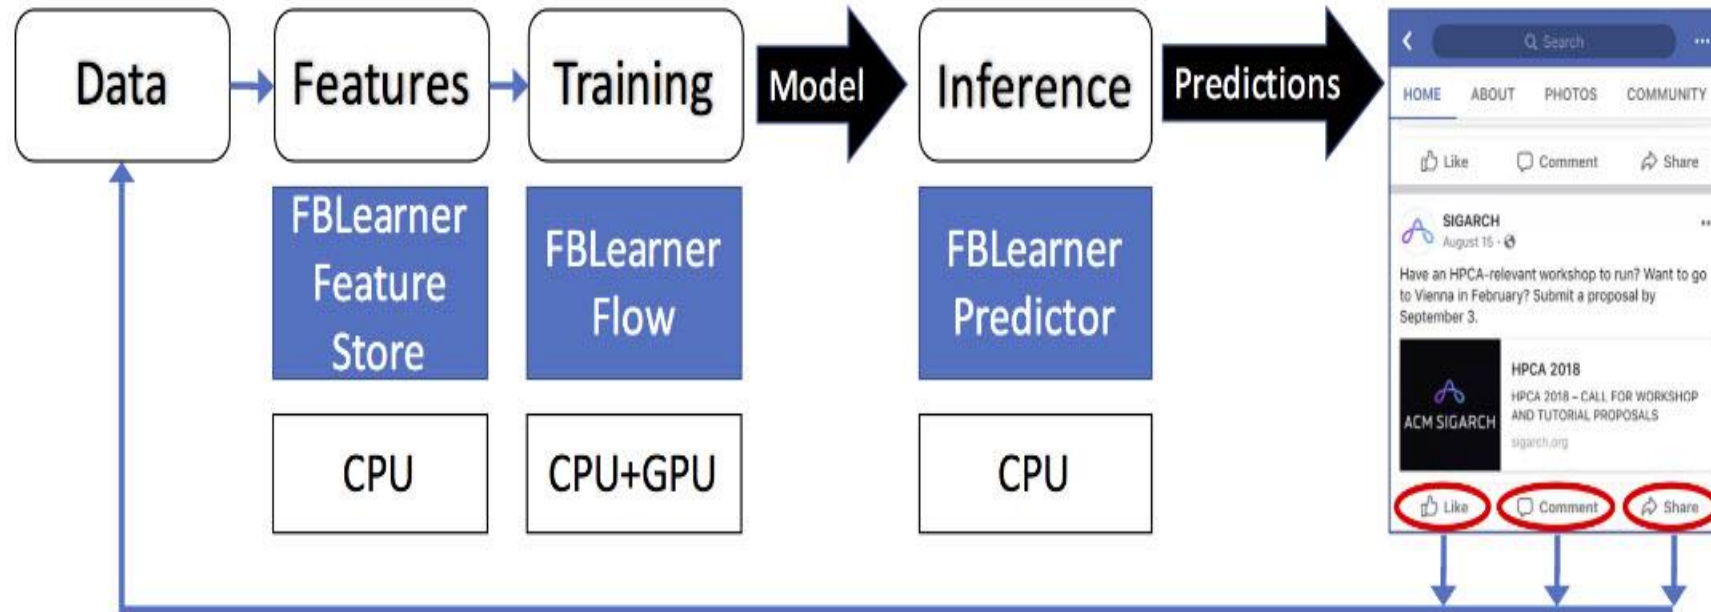 Data
Features
Training
Model
Inference
Predictions
FBLearner
Feature
Store
FBLearner
Flow
FBLearner
Predictor
CPU
CPU+GPU
CPU
Search
HOME ABOUT PHOTOS COMMUNITY
Like Comment Share
SIGARCH
August 15
Have an HPCA-relevant workshop to run? Want to go
to Vienna in February? Submit a proposal by
September 3.
ACM SIGARCH
HPCA 2018
HPCA 2018 – CALL FOR WORKSHOP
AND TUTORIAL PROPOSALS
sigarch.org
Like Comment Share